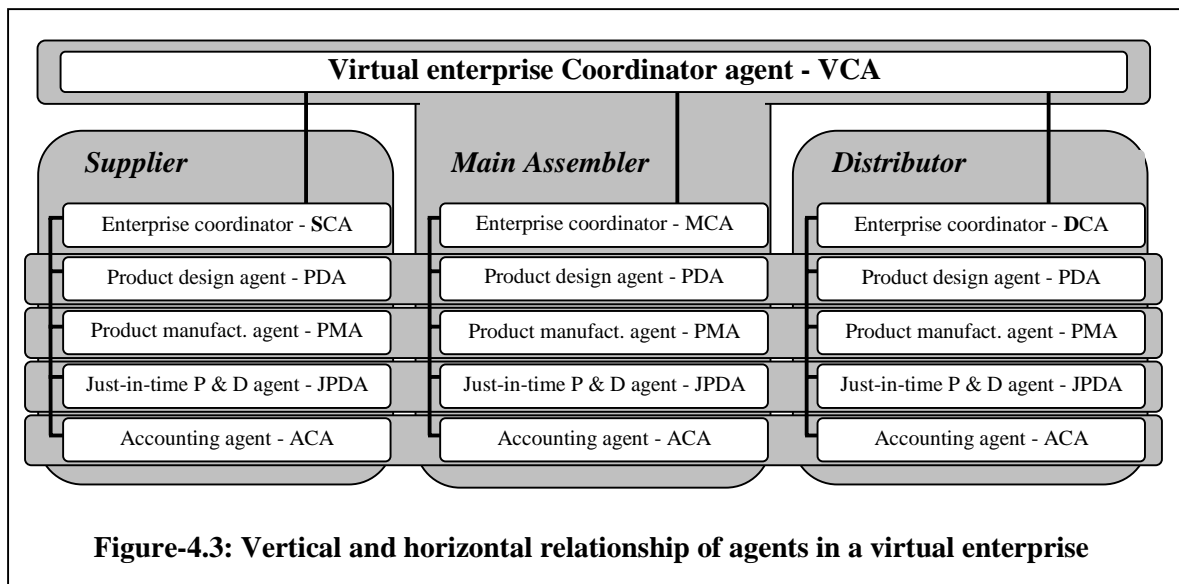 Virtual enterprise Coordinator agent - VCA
Supplier
Main Assembler
Distributor
Enterprise coordinator - SCA
Enterprise coordinator - MCA
Enterprise coordinator - DCA
Product design agent - PDA
Product design agent - PDA
Product design agent - PDA
Product manufact. agent - PMA
Product manufact. agent - PMA
Product manufact. agent - PMA
Just-in-time P & D agent - JPDA
Just-in-time P & D agent - JPDA
Just-in-time P & D agent - JPDA
Accounting agent - ACA
Accounting agent - ACA
Accounting agent - ACA
Figure-4.3: Vertical and horizontal relationship of agents in a virtual enterprise